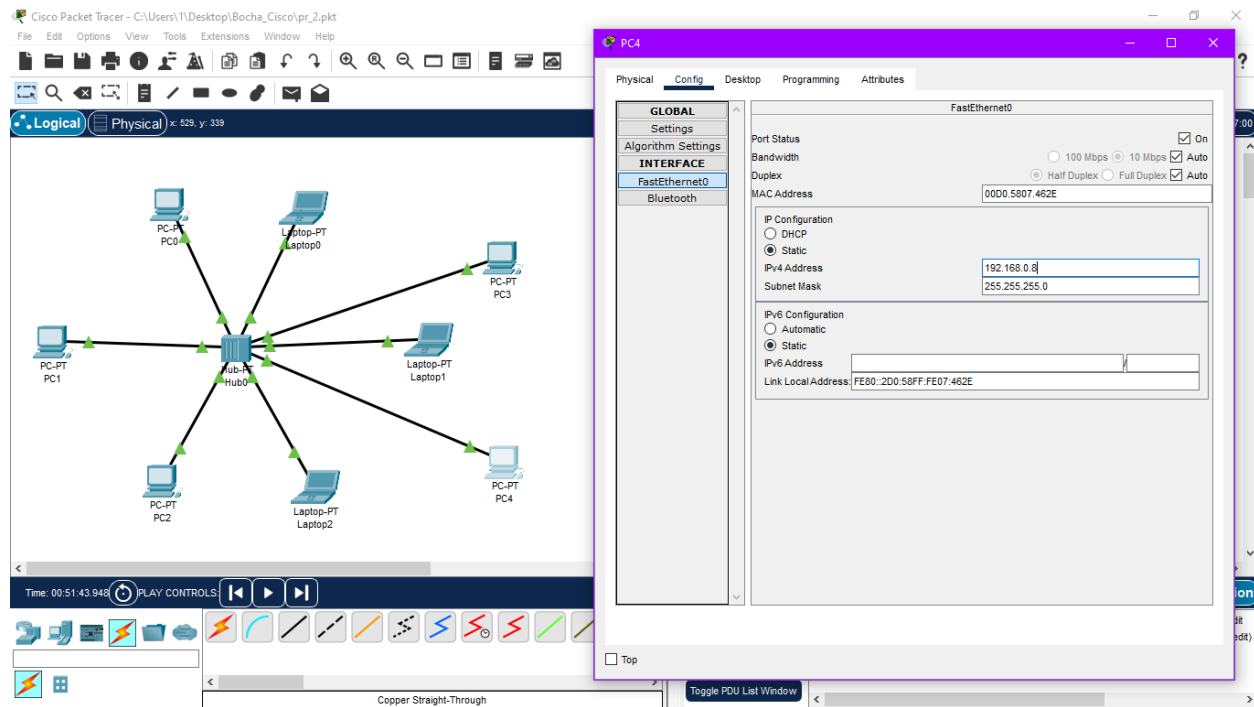 Cisco Packet Tracer - C:\Users\1\Desktop\Bocha_Cisco\pr_2.pkt
File Edit Options View Tools Extensions Window Help
?
Logical
Physical
x: 529, y: 339
7:00
PC-PT
PC0
Laptop-PT
Laptop0
PC-PT
PC3
PC-PT
PC1
Hub-PT
Hub0
Laptop-PT
Laptop1
PC-PT
PC4
PC-PT
PC2
Laptop-PT
Laptop2
Time: 00:51:43.948
PLAY CONTROLS:
Copper Straight-Through
Toggle PDU List Window
ion
dit
edit)
PC4
Physical Config Desktop Programming Attributes
GLOBAL
Settings
Algorithm Settings
INTERFACE
FastEthernet0
Bluetooth
FastEthernet0
Port Status On
Bandwidth 100 Mbps 10 Mbps Auto
Duplex Half Duplex Full Duplex Auto
MAC Address 00D0.5807.462E
IP Configuration
DHCP
Static
IPv4 Address 192.168.0.8
Subnet Mask 255.255.255.0
IPv6 Configuration
Automatic
Static
IPv6 Address /
Link Local Address: FE80::2D0:58FF:FE07:462E
Top